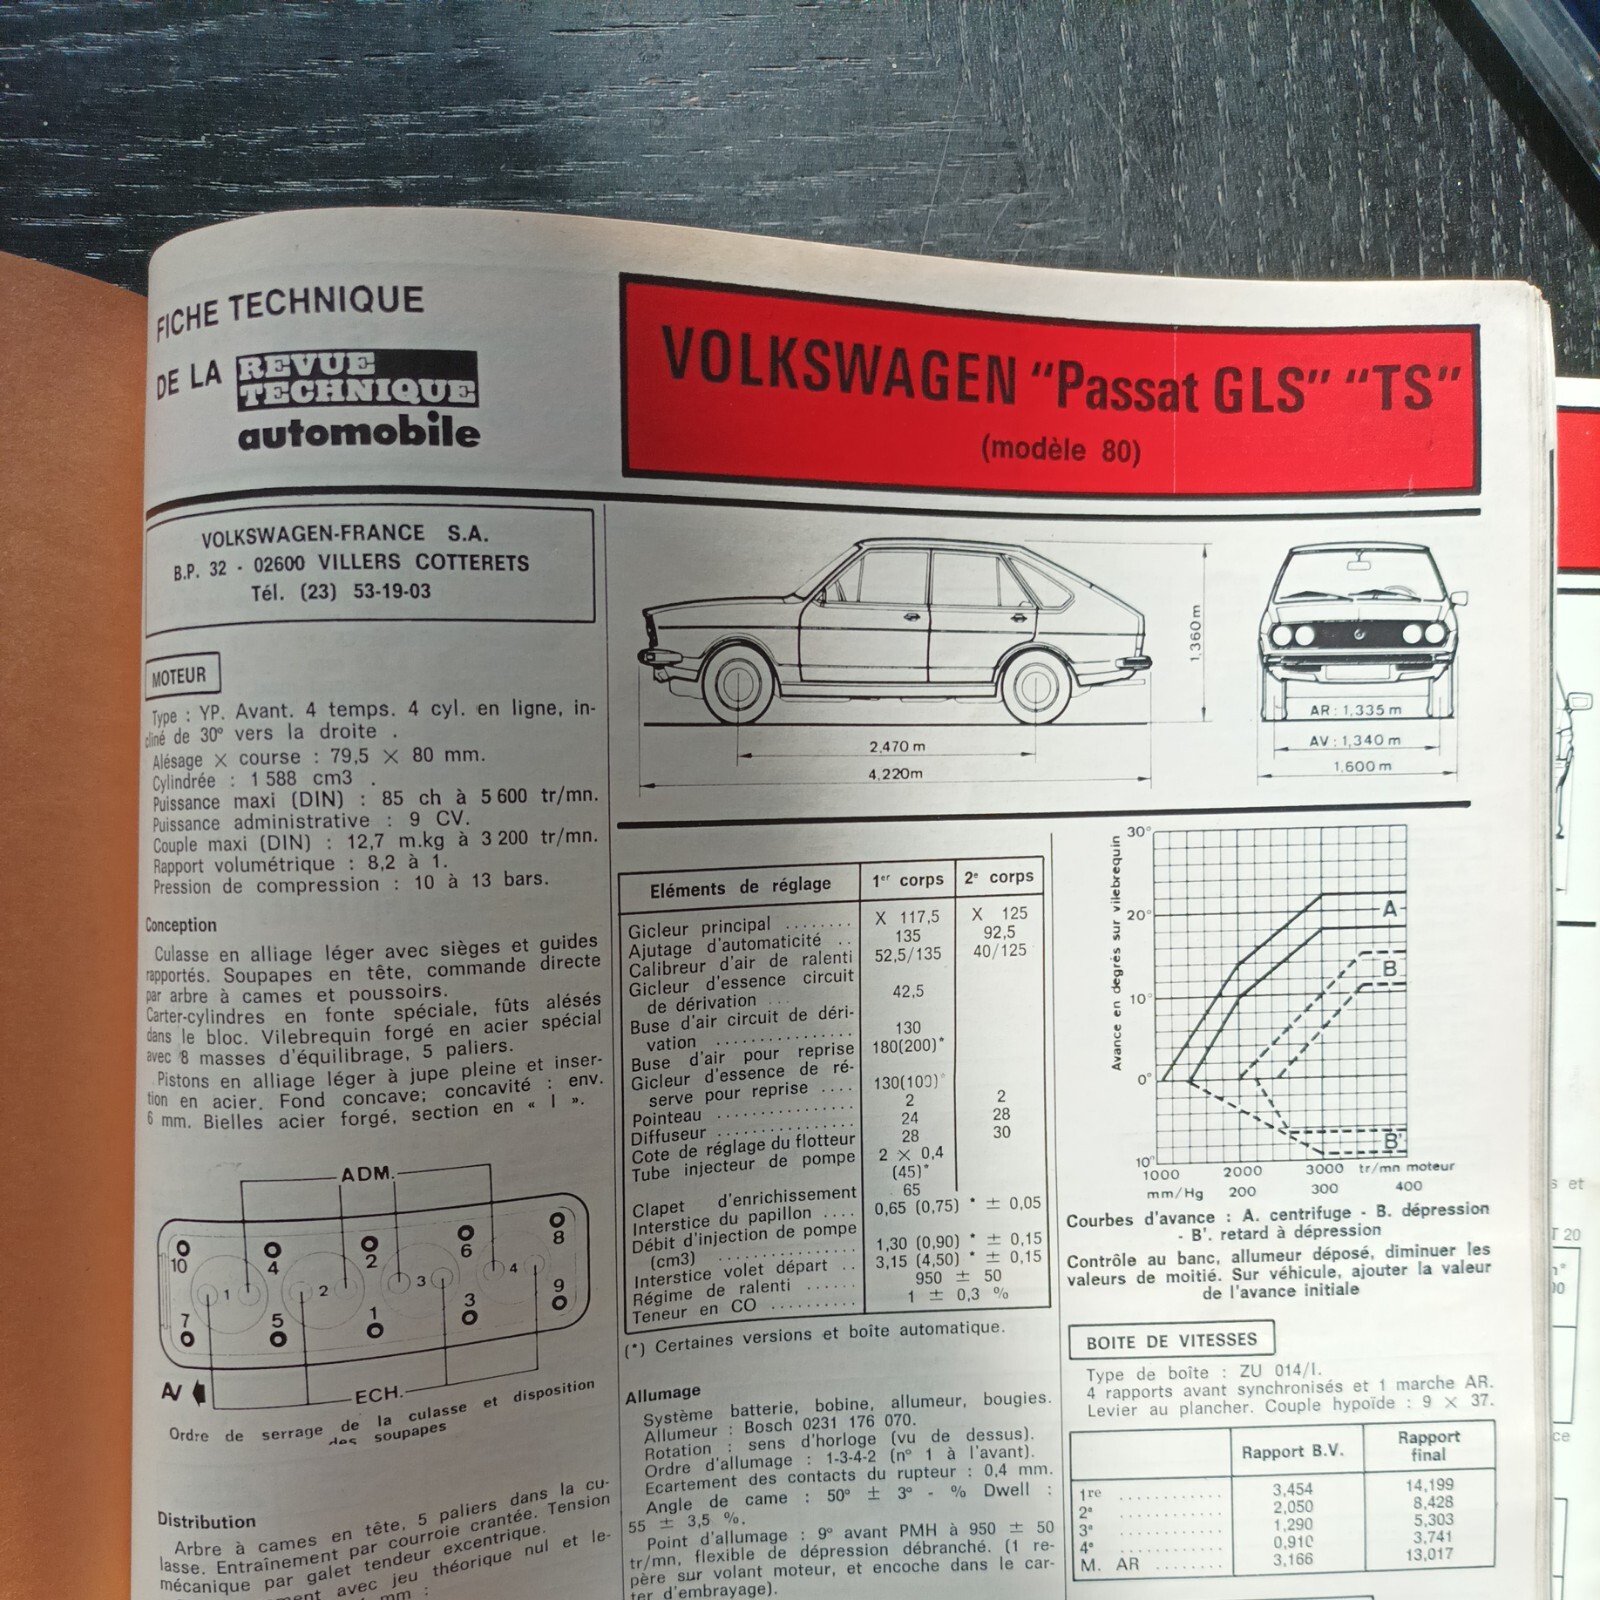 FICHE TECHNIQUE
DE LA REVUE
TECHNIQUE
automobile
VOLKSWAGEN "Passat GLS" "TS"
(modèle 80)
VOLKSWAGEN-FRANCE S.A.
B.P. 32 - 02600 VILLERS COTTERETS
Tél. (23) 53-19-03
MOTEUR
Type : YP. Avant. 4 temps. 4 cyl. en ligne, in-
cliné de 30° vers la droite .
Alésage × course : 79,5 × 80 mm.
Cylindrée : 1 588 cm3 .
Puissance maxi (DIN) : 85 ch à 5 600 tr/mn.
Puissance administrative : 9 CV.
Couple maxi (DIN) : 12,7 m.kg à 3 200 tr/mn.
Rapport volumétrique : 8,2 à 1.
Pression de compression : 10 à 13 bars.
Conception
Culasse en alliage léger avec sièges et guides
rapportés. Soupapes en tête, commande directe
par arbre à cames et poussoirs.
Carter-cylindres en fonte spéciale, fûts alésés
dans le bloc. Vilebrequin forgé en acier spécial
avec 8 masses d'équilibrage, 5 paliers.
Pistons en alliage léger à jupe pleine et inser-
tion en acier. Fond concave; concavité : env.
6 mm. Bielles acier forgé, section en « I ».
ADM.
10 4 2 6 8
1 2 3 4
7 5 1 3 9
AV
ECH.
Ordre de serrage de la culasse et disposition
des soupapes
Distribution
Arbre à cames en tête, 5 paliers dans la cu-
lasse. Entraînement par courroie crantée. Tension
mécanique par galet tendeur excentrique.
avec jeu théorique nul et le-
mm :
1,360 m
2,470 m
4,220m
AR : 1,335 m
AV : 1,340 m
1,600 m
Eléments de réglage 1er corps 2e corps
Gicleur principal ........ X 117,5 X 125
Ajutage d'automaticité .. 135 92,5
Calibreur d'air de ralenti 52,5/135 40/125
Gicleur d'essence circuit
de dérivation ... 42,5
Buse d'air circuit de déri-
vation .............. 130
Buse d'air pour reprise 180(200)*
Gicleur d'essence de ré-
serve pour reprise .... 130(100)*
Pointeau .............. 2 2
Diffuseur .............. 24 28
Cote de réglage du flotteur 28 30
Tube injecteur de pompe 2 × 0,4
(45)*
Clapet d'enrichissement 65
Interstice du papillon .... 0,65 (0,75) * ± 0,05
Débit d'injection de pompe
(cm3) .............. 1,30 (0,90) * ± 0,15
Interstice volet départ .. 3,15 (4,50) * ± 0,15
Régime de ralenti ...... 950 ± 50
Teneur en CO .......... 1 ± 0,3 %
(*) Certaines versions et boîte automatique.
Allumage
Système batterie, bobine, allumeur, bougies.
Allumeur : Bosch 0231 176 070.
Rotation : sens d'horloge (vu de dessus).
Ordre d'allumage : 1-3-4-2 (n° 1 à l'avant).
Ecartement des contacts du rupteur : 0,4 mm.
Angle de came : 50° ± 3° - % Dwell :
55 ± 3,5 %.
Point d'allumage : 9° avant PMH à 950 ± 50
tr/mn, flexible de dépression débranché. (1 re-
père sur volant moteur, et encoche dans le car-
ter d'embrayage).
Avance en degrés sur vilebrequin
30°
20°
10°
0°
10°
A
B
B'
1000 2000 3000 tr/mn moteur
mm/Hg 200 300 400
Courbes d'avance : A. centrifuge - B. dépression
- B'. retard à dépression
Contrôle au banc, allumeur déposé, diminuer les
valeurs de moitié. Sur véhicule, ajouter la valeur
de l'avance initiale
BOITE DE VITESSES
Type de boîte : ZU 014/I.
4 rapports avant synchronisés et 1 marche AR.
Levier au plancher. Couple hypoïde : 9 × 37.
Rapport B.V. Rapport
final
1re ............ 3,454 14,199
2e ............ 2,050 8,428
3e ............ 1,290 5,303
4e ............ 0,910 3,741
M. AR ........ 3,166 13,017